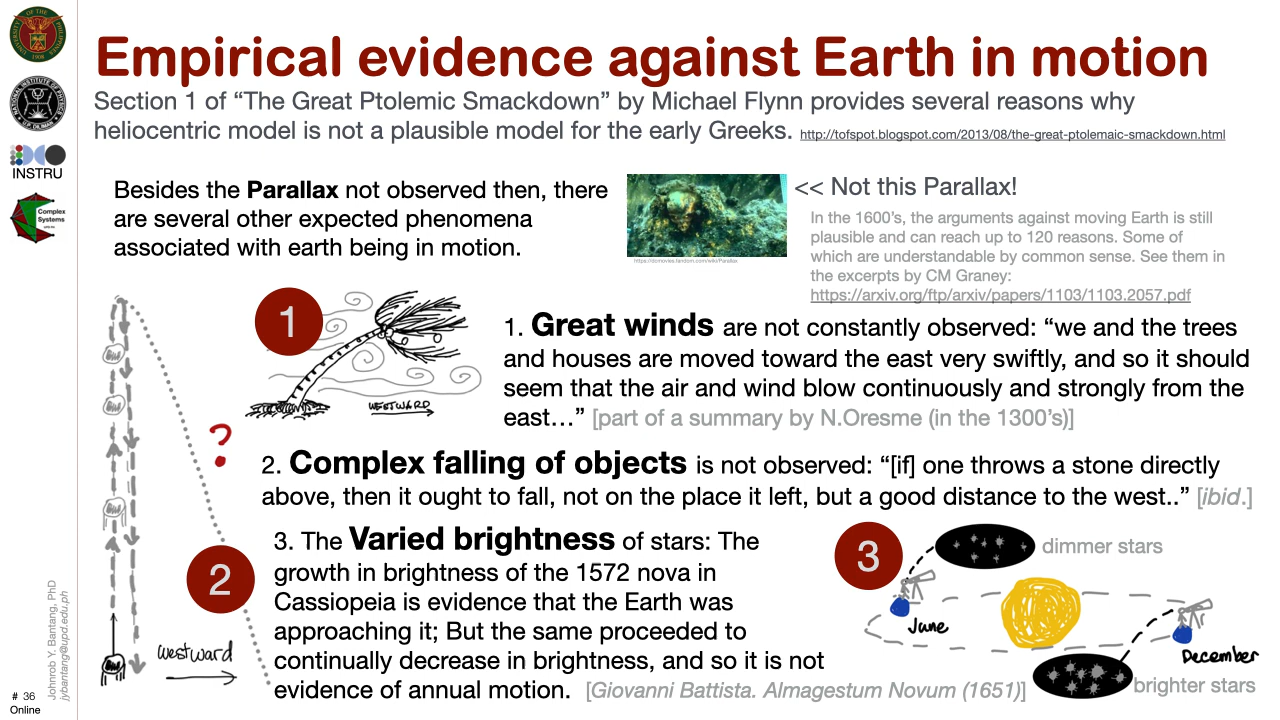 Empirical evidence against Earth in motion
Section 1 of “The Great Ptolemic Smackdown” by Michael Flynn provides several reasons why
heliocentric model is not a plausible model for the early Greeks. http://tofspot.blogspot.com/2013/08/the-great-ptolemaic-smackdown.html
INSTRU
Complex
Systems
Besides the Parallax not observed then, there
are several other expected phenomena
associated with earth being in motion.
https://dcmovies.fandom.com/wiki/Parallax
<< Not this Parallax!
In the 1600’s, the arguments against moving Earth is still
plausible and can reach up to 120 reasons. Some of
which are understandable by common sense. See them in
the excerpts by CM Graney:
https://arxiv.org/ftp/arxiv/papers/1103/1103.2057.pdf
1
WESTWARD
1. Great winds are not constantly observed: “we and the trees
and houses are moved toward the east very swiftly, and so it should
seem that the air and wind blow continuously and strongly from the
east…” [part of a summary by N.Oresme (in the 1300’s)]
?
2. Complex falling of objects is not observed: “[if] one throws a stone directly
above, then it ought to fall, not on the place it left, but a good distance to the west..” [ibid.]
2
westward
3. The Varied brightness of stars: The
growth in brightness of the 1572 nova in
Cassiopeia is evidence that the Earth was
approaching it; But the same proceeded to
continually decrease in brightness, and so it is not
evidence of annual motion. [Giovanni Battista. Almagestum Novum (1651)]
3
dimmer stars
June
December
brighter stars
Johnrob Y. Bantang, PhD
jybantang@upd.edu.ph
# 36
Online